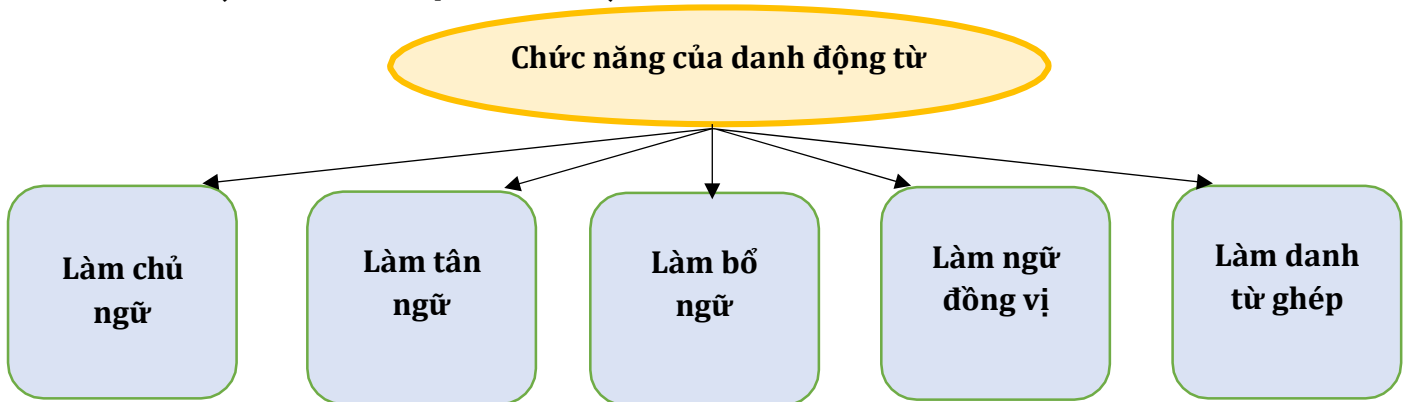 Chức năng của danh động từ
Làm chủ
ngữ
Làm tân
ngữ
Làm bổ
ngữ
Làm ngữ
đồng vị
Làm danh
từ ghép